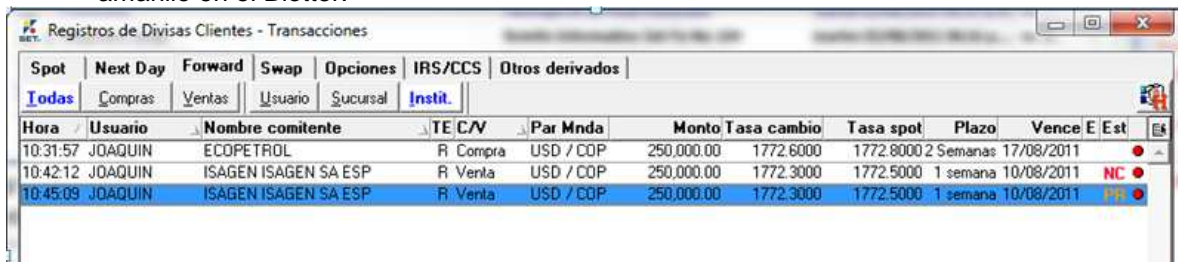 amarillo en el Blotter.
SET. Registros de Divisas Clientes - Transacciones
Spot Next Day Forward Swap Opciones IRS/CCS Otros derivados
Todas Compras Ventas Usuario Sucursal Instit.
Hora Usuario Nombre comitente TE C/V Par Mnda Monto Tasa cambio Tasa spot Plazo Vence E Est
10:31:57 JOAQUIN ECOPETROL R Compra USD / COP 250,000.00 1772.6000 1772.8000 2 Semanas 17/08/2011
10:42:12 JOAQUIN ISAGEN ISAGEN SA ESP R Venta USD / COP 250,000.00 1772.3000 1772.5000 1 semana 10/08/2011 NC
10:45:09 JOAQUIN ISAGEN ISAGEN SA ESP R Venta USD / COP 250,000.00 1772.3000 1772.5000 1 semana 10/08/2011 PR